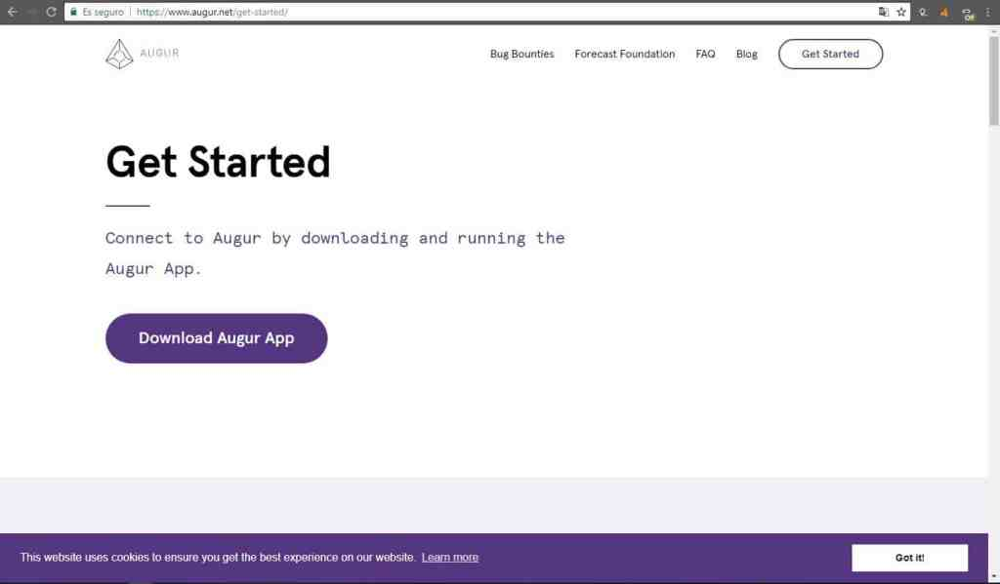 Es seguro | https://www.augur.net/get-started/
AUGUR
Bug Bounties Forecast Foundation FAQ Blog Get Started
Get Started
Connect to Augur by downloading and running the
Augur App.
Download Augur App
This website uses cookies to ensure you get the best experience on our website. Learn more
Got it!